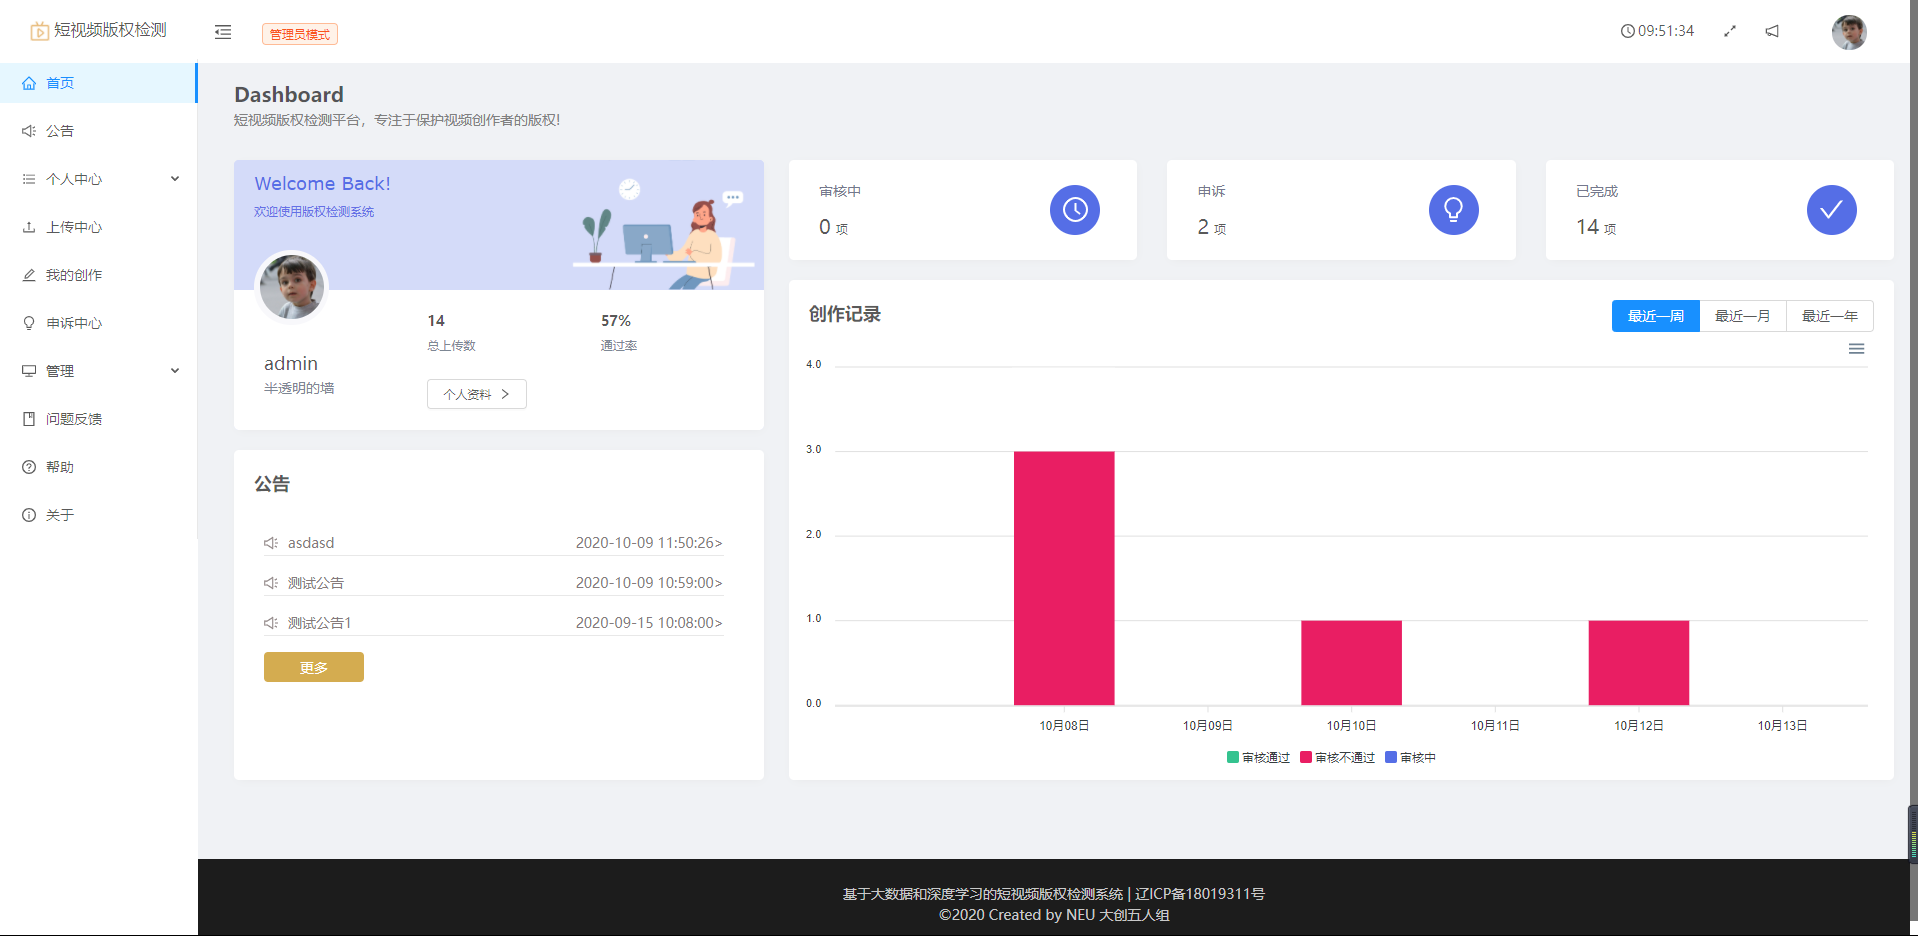 短视频版权检测
管理员模式
09:51:34
首页
公告
个人中心
上传中心
我的创作
申诉中心
管理
问题反馈
帮助
关于
Dashboard
短视频版权检测平台，专注于保护视频创作者的版权!
Welcome Back!
欢迎使用版权检测系统
admin
半透明的墙
14
总上传数
57%
通过率
个人资料 >
审核中
0 项
申诉
2 项
已完成
14 项
公告
asdasd 2020-10-09 11:50:26>
测试公告 2020-10-09 10:59:00>
测试公告1 2020-09-15 10:08:00>
更多
创作记录
最近一周 最近一月 最近一年
4.0
3.0
2.0
1.0
0.0
10月08日 10月09日 10月10日 10月11日 10月12日 10月13日
审核通过 审核不通过 审核中
基于大数据和深度学习的短视频版权检测系统 | 辽ICP备18019311号
©2020 Created by NEU 大创五人组